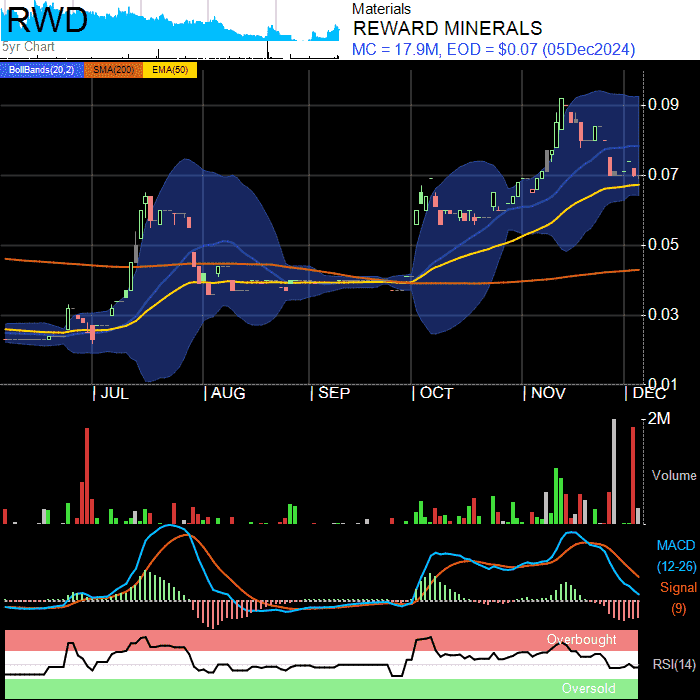 RWD
5yr Chart
Materials
REWARD MINERALS
MC = 17.9M, EOD = $0.07 (05Dec2024)
BollBands(20,2) SMA(200) EMA(50)
0.09
0.07
0.05
0.03
0.01
| JUL | AUG | SEP | OCT | NOV | DEC
2M
Volume
MACD
(12-26)
Signal
(9)
Overbought
RSI(14)
Oversold